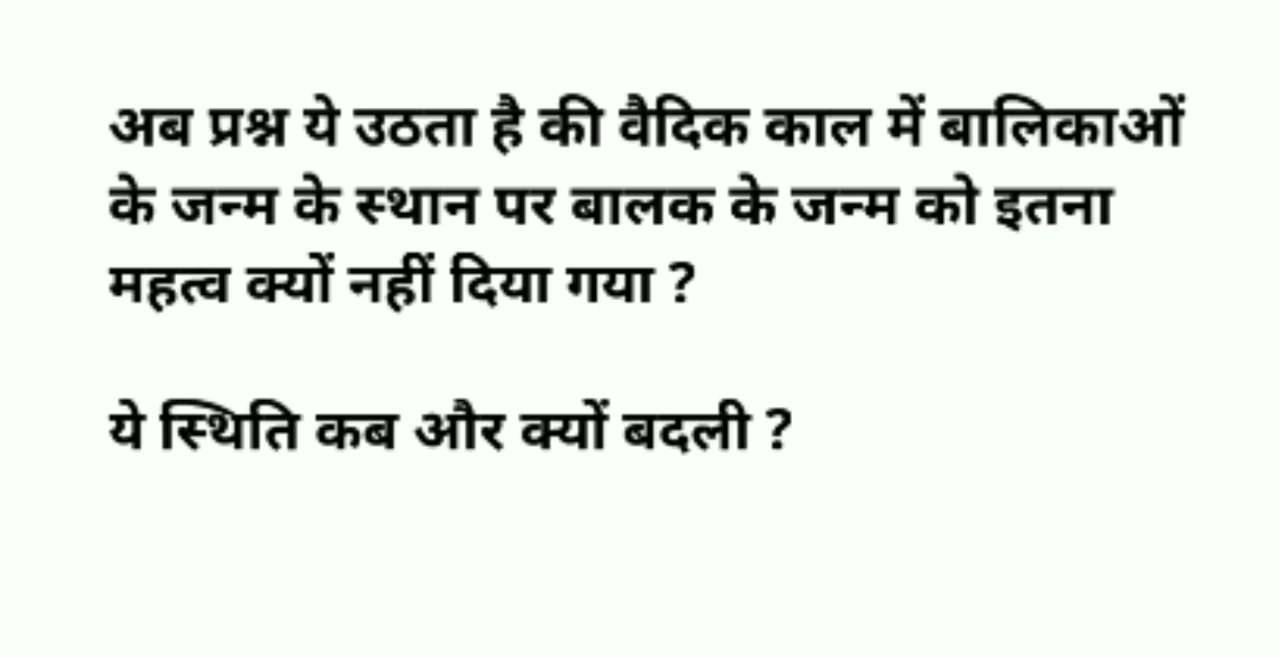 अब प्रश्न ये उठता है की वैदिक काल में बालिकाओं
के जन्म के स्थान पर बालक के जन्म को इतना
महत्व क्यों नहीं दिया गया ?
ये स्थिति कब और क्यों बदली ?